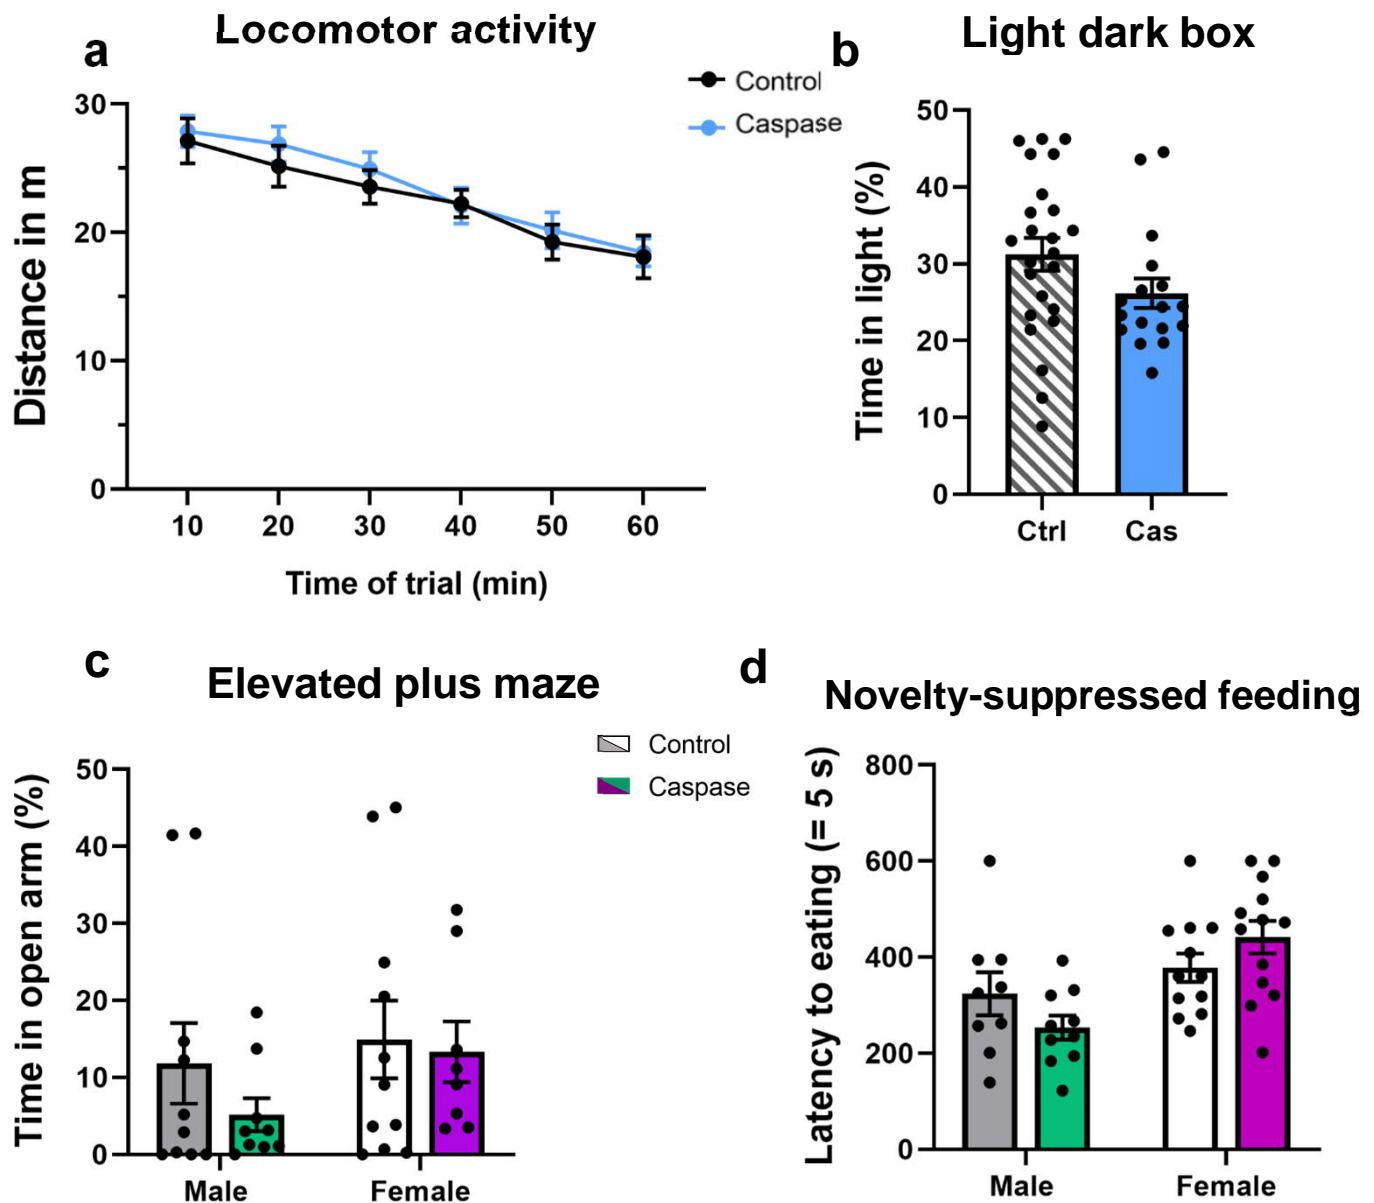 a
Locomotor activity
Control
Caspase
30
20
10
0
Distance in m
10 20 30 40 50 60
Time of trial (min)
b
Light dark box
50
40
30
20
10
0
Time in light (%)
Ctrl Cas
c
Elevated plus maze
Control
Caspase
50
40
30
20
10
0
Time in open arm (%)
Male Female
d
Novelty-suppressed feeding
800
600
400
200
0
Latency to eating (= 5 s)
Male Female